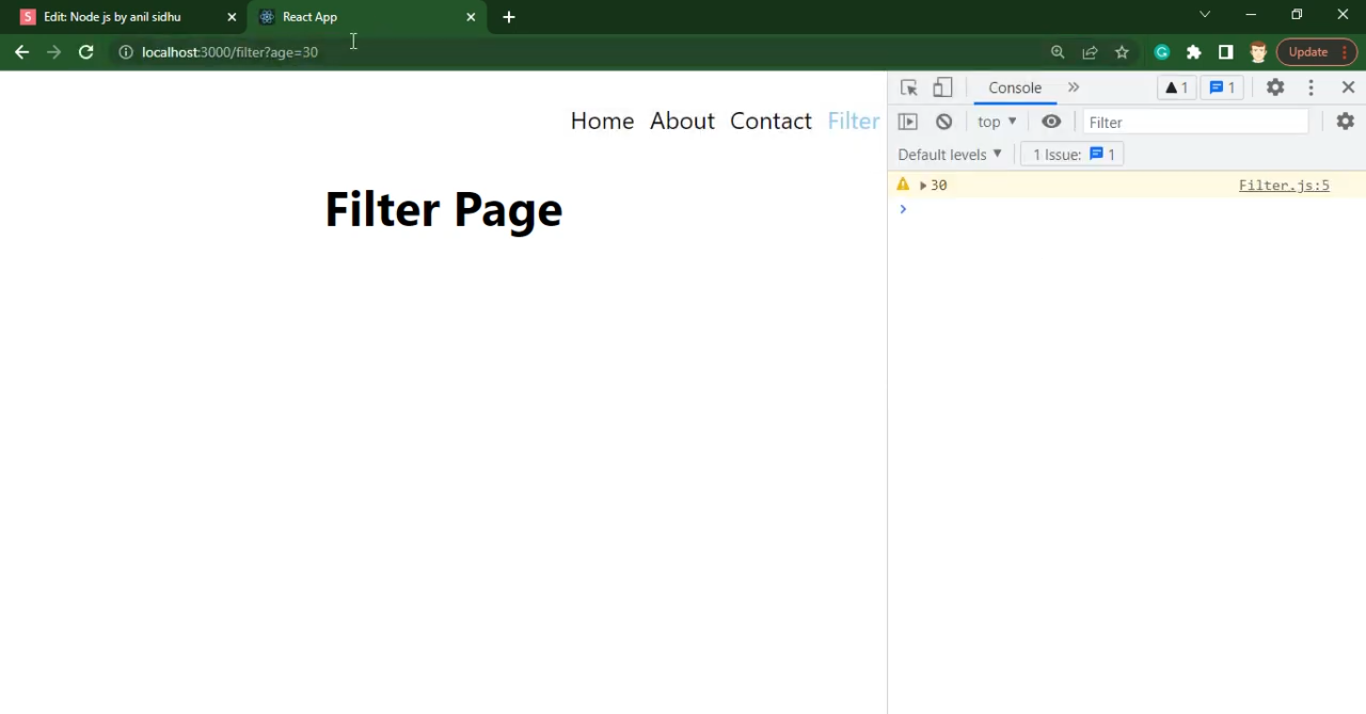 Edit: Node js by anil sidhu
React App
localhost:3000/filter?age=30
Update
Console
1
1
Home About Contact Filter
top
Filter
Default levels
1 Issue: 1
30
Filter.js:5
Filter Page